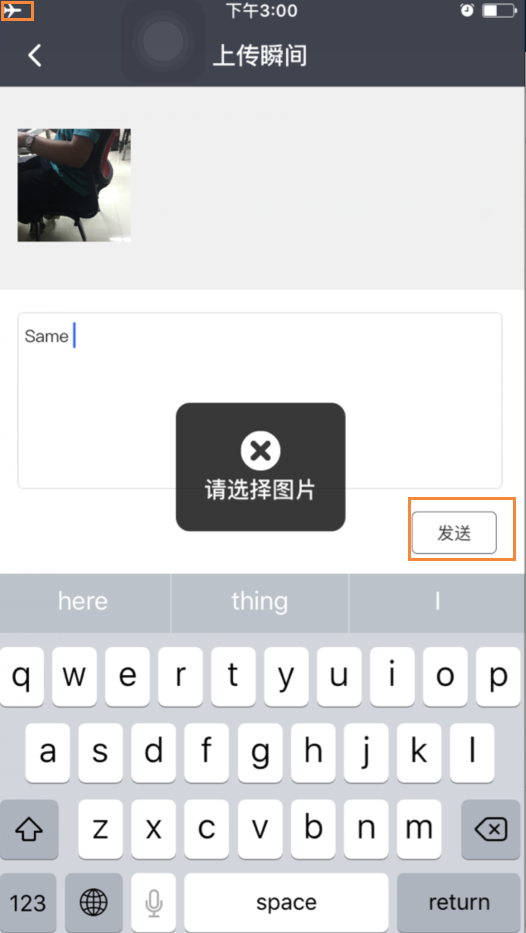 下午3:00
上传瞬间
Same
请选择图片
发送
here thing I
q w e r t y u i o p
a s d f g h j k l
z x c v b n m
123 space return